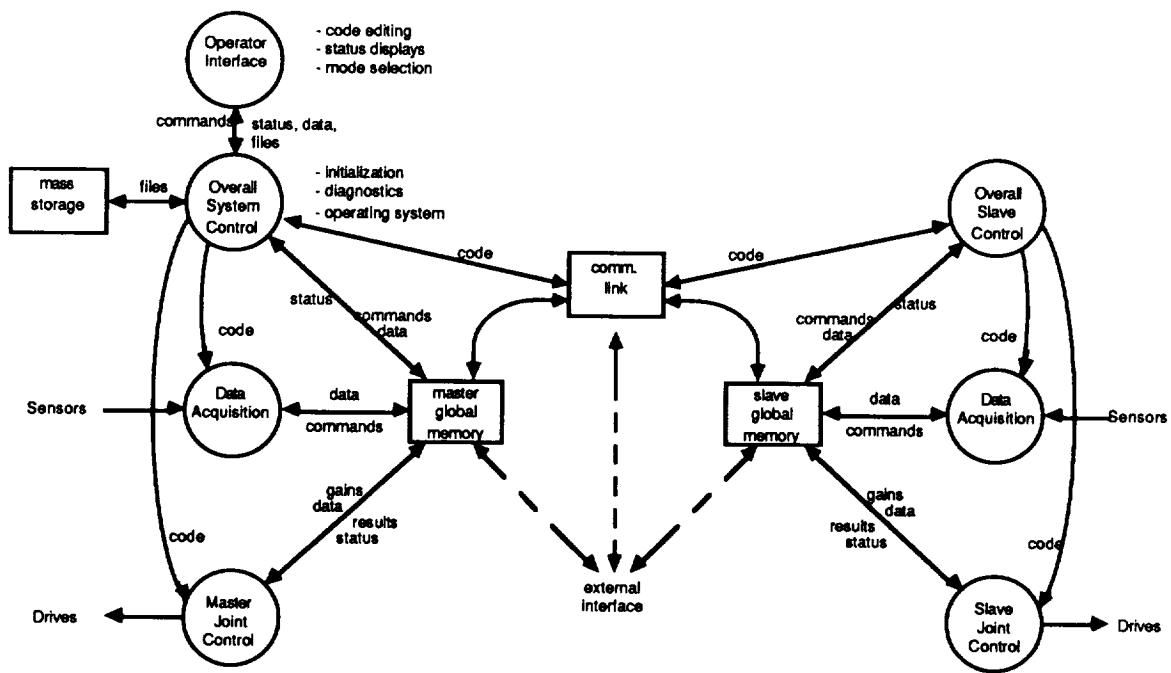 Operator
Interface
- code editing
- status displays
- mode selection
commands
status, data,
files
mass
storage
files
Overall
System
Control
- initialization
- diagnostics
- operating system
Overall
Slave
Control
code
comm.
link
code
status
commands
data
status
commands
data
code
code
Sensors
Data
Acquisition
data
commands
master
global
memory
slave
global
memory
data
commands
Data
Acquisition
Sensors
gains
data
results
status
gains
data
results
status
code
code
external
interface
Drives
Master
Joint
Control
Slave
Joint
Control
Drives